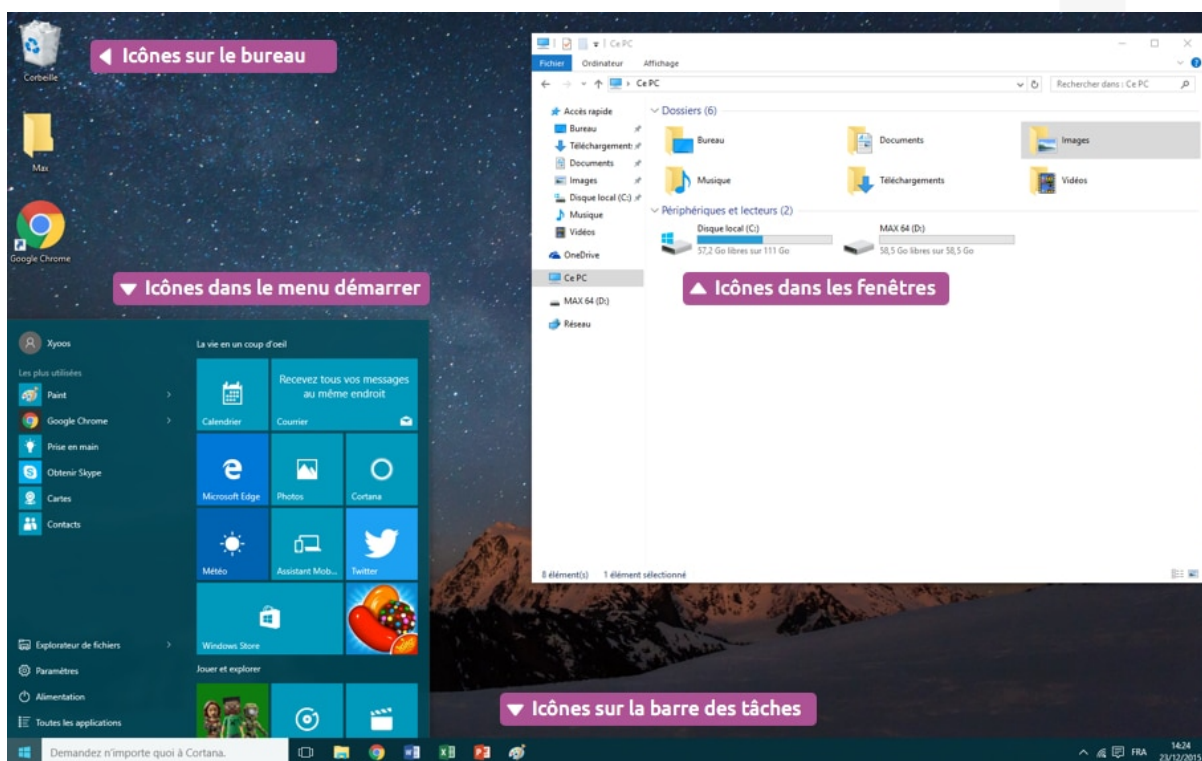 Corbeille
Icônes sur le bureau
Max
Google Chrome
Icônes dans le menu démarrer
Ce PC
Fichier Ordinateur Affichage
Ce PC
Rechercher dans : Ce PC
Accès rapide
Bureau
Téléchargement:
Documents
Images
Disque local (C:)
Musique
Vidéos
OneDrive
Ce PC
MAX 64 (D:)
Réseau
Dossiers (6)
Bureau Documents Images
Musique Téléchargements Vidéos
Périphériques et lecteurs (2)
Disque local (C:) MAX 64 (D:)
57,2 Go libres sur 111 Go 58,5 Go libres sur 58,5 Go
Icônes dans les fenêtres
8 élément(s) 1 élément sélectionné
Xyoos
Les plus utilisées
Paint
Google Chrome
Prise en main
Obtenir Skype
Cartes
Contacts
Explorateur de fichiers
Paramètres
Alimentation
Toutes les applications
La vie en un coup d'oeil
Recevez tous vos messages
au même endroit
Calendrier Courrier
Microsoft Edge Photos Cortana
Météo Assistant Mob... Twitter
Windows Store
Jouer et explorer
Icônes sur la barre des tâches
Demandez n'importe quoi à Cortana.
FRA
14:24
23/12/2015